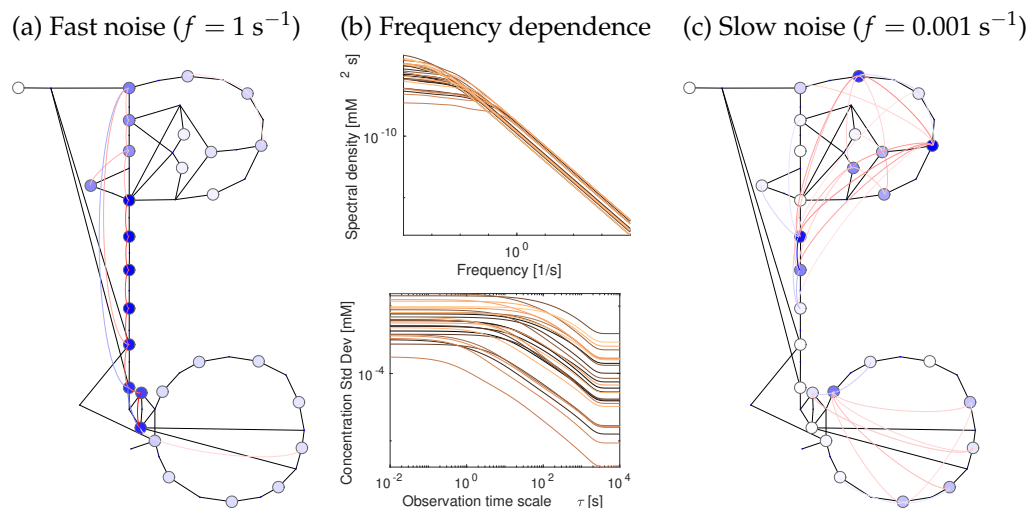 (a) Fast noise (f = 1 s⁻¹)
(b) Frequency dependence
(c) Slow noise (f = 0.001 s⁻¹)
Spectral density [mM² s]
10⁻¹⁰
10⁰
Frequency [1/s]
Concentration Std Dev [mM]
10⁻⁴
10⁻² 10⁰ 10² 10⁴
Observation time scale τ [s]